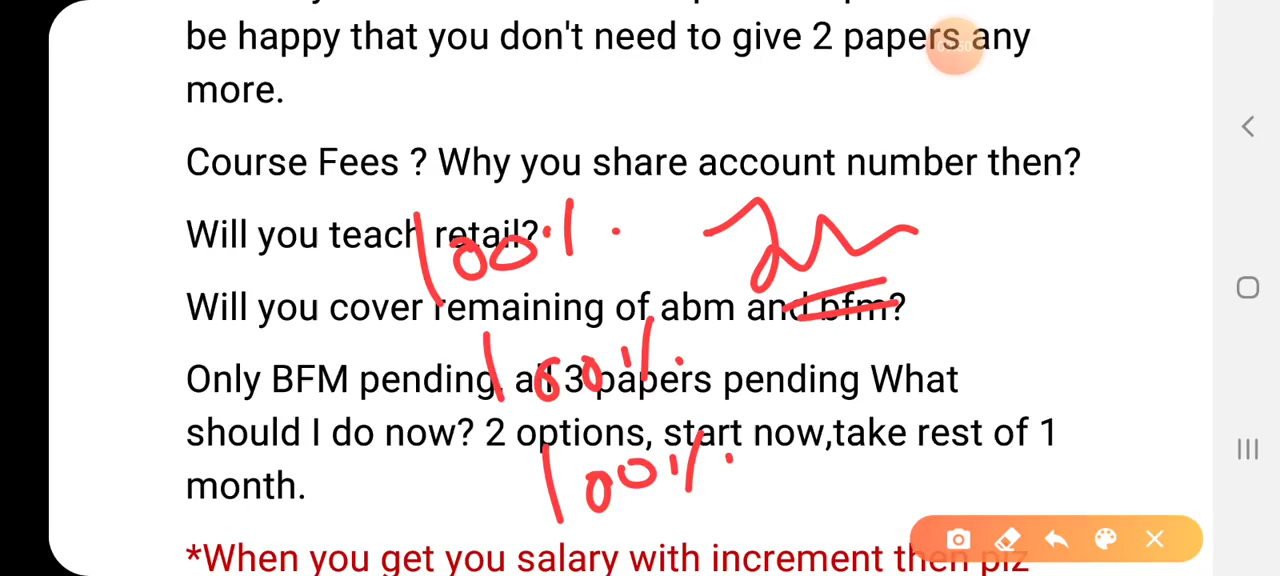 be happy that you don't need to give 2 papers any
more.
Course Fees ? Why you share account number then?
Will you teach retail?
100%.
Will you cover remaining of abm and bfm?
100%.
Only BFM pending, all 3 papers pending What
should I do now? 2 options, start now,take rest of 1
100%.
month.
*When you get you salary with increment then plz